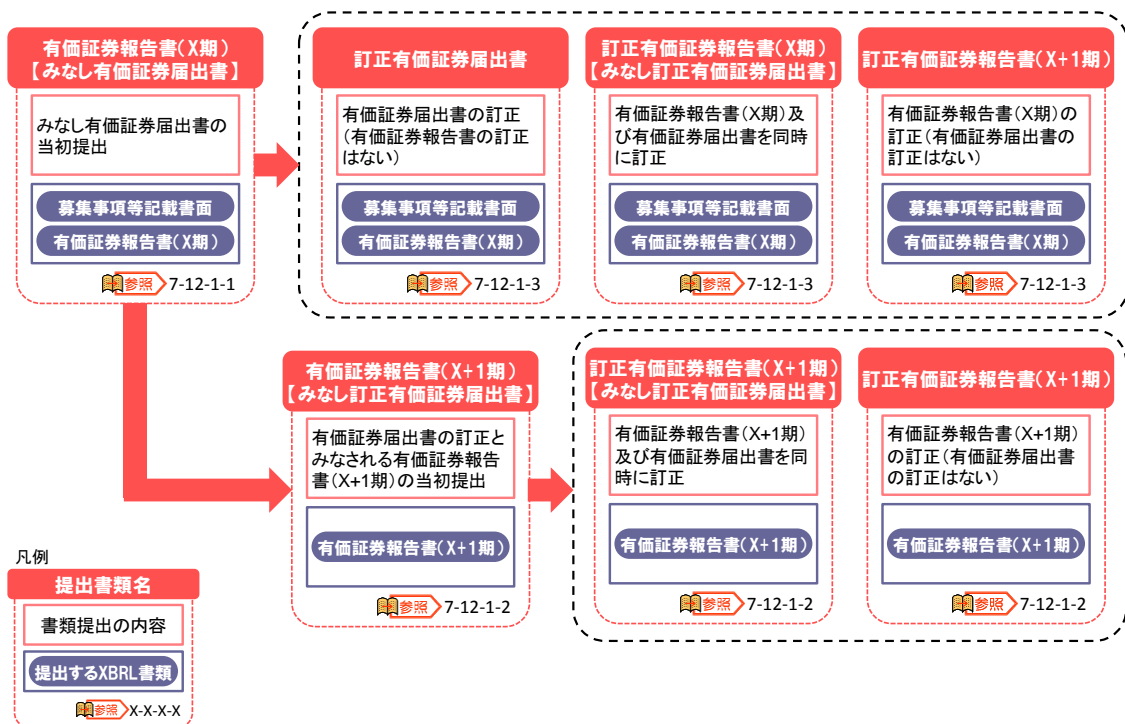 有価証券報告書(X期)
【みなし有価証券届出書】
みなし有価証券届出書の
当初提出
募集事項等記載書面
有価証券報告書(X期)
参照 7-12-1-1
訂正有価証券届出書
有価証券届出書の訂正
(有価証券報告書の訂正
はない)
募集事項等記載書面
有価証券報告書(X期)
参照 7-12-1-3
訂正有価証券報告書(X期)
【みなし訂正有価証券届出書】
有価証券報告書(X期)及
び有価証券届出書を同時
に訂正
募集事項等記載書面
有価証券報告書(X期)
参照 7-12-1-3
訂正有価証券報告書(X+1期)
有価証券報告書(X期)の
訂正(有価証券届出書の
訂正はない)
募集事項等記載書面
有価証券報告書(X期)
参照 7-12-1-3
有価証券報告書(X+1期)
【みなし訂正有価証券届出書】
有価証券届出書の訂正と
みなされる有価証券報告
書(X+1期)の当初提出
有価証券報告書(X+1期)
参照 7-12-1-2
訂正有価証券報告書(X+1期)
【みなし訂正有価証券届出書】
有価証券報告書(X+1期)
及び有価証券届出書を同
時に訂正
有価証券報告書(X+1期)
参照 7-12-1-2
訂正有価証券報告書(X+1期)
有価証券報告書(X+1期)
の訂正(有価証券届出書
の訂正はない)
有価証券報告書(X+1期)
参照 7-12-1-2
凡例
提出書類名
書類提出の内容
提出するXBRL書類
参照 X-X-X-X